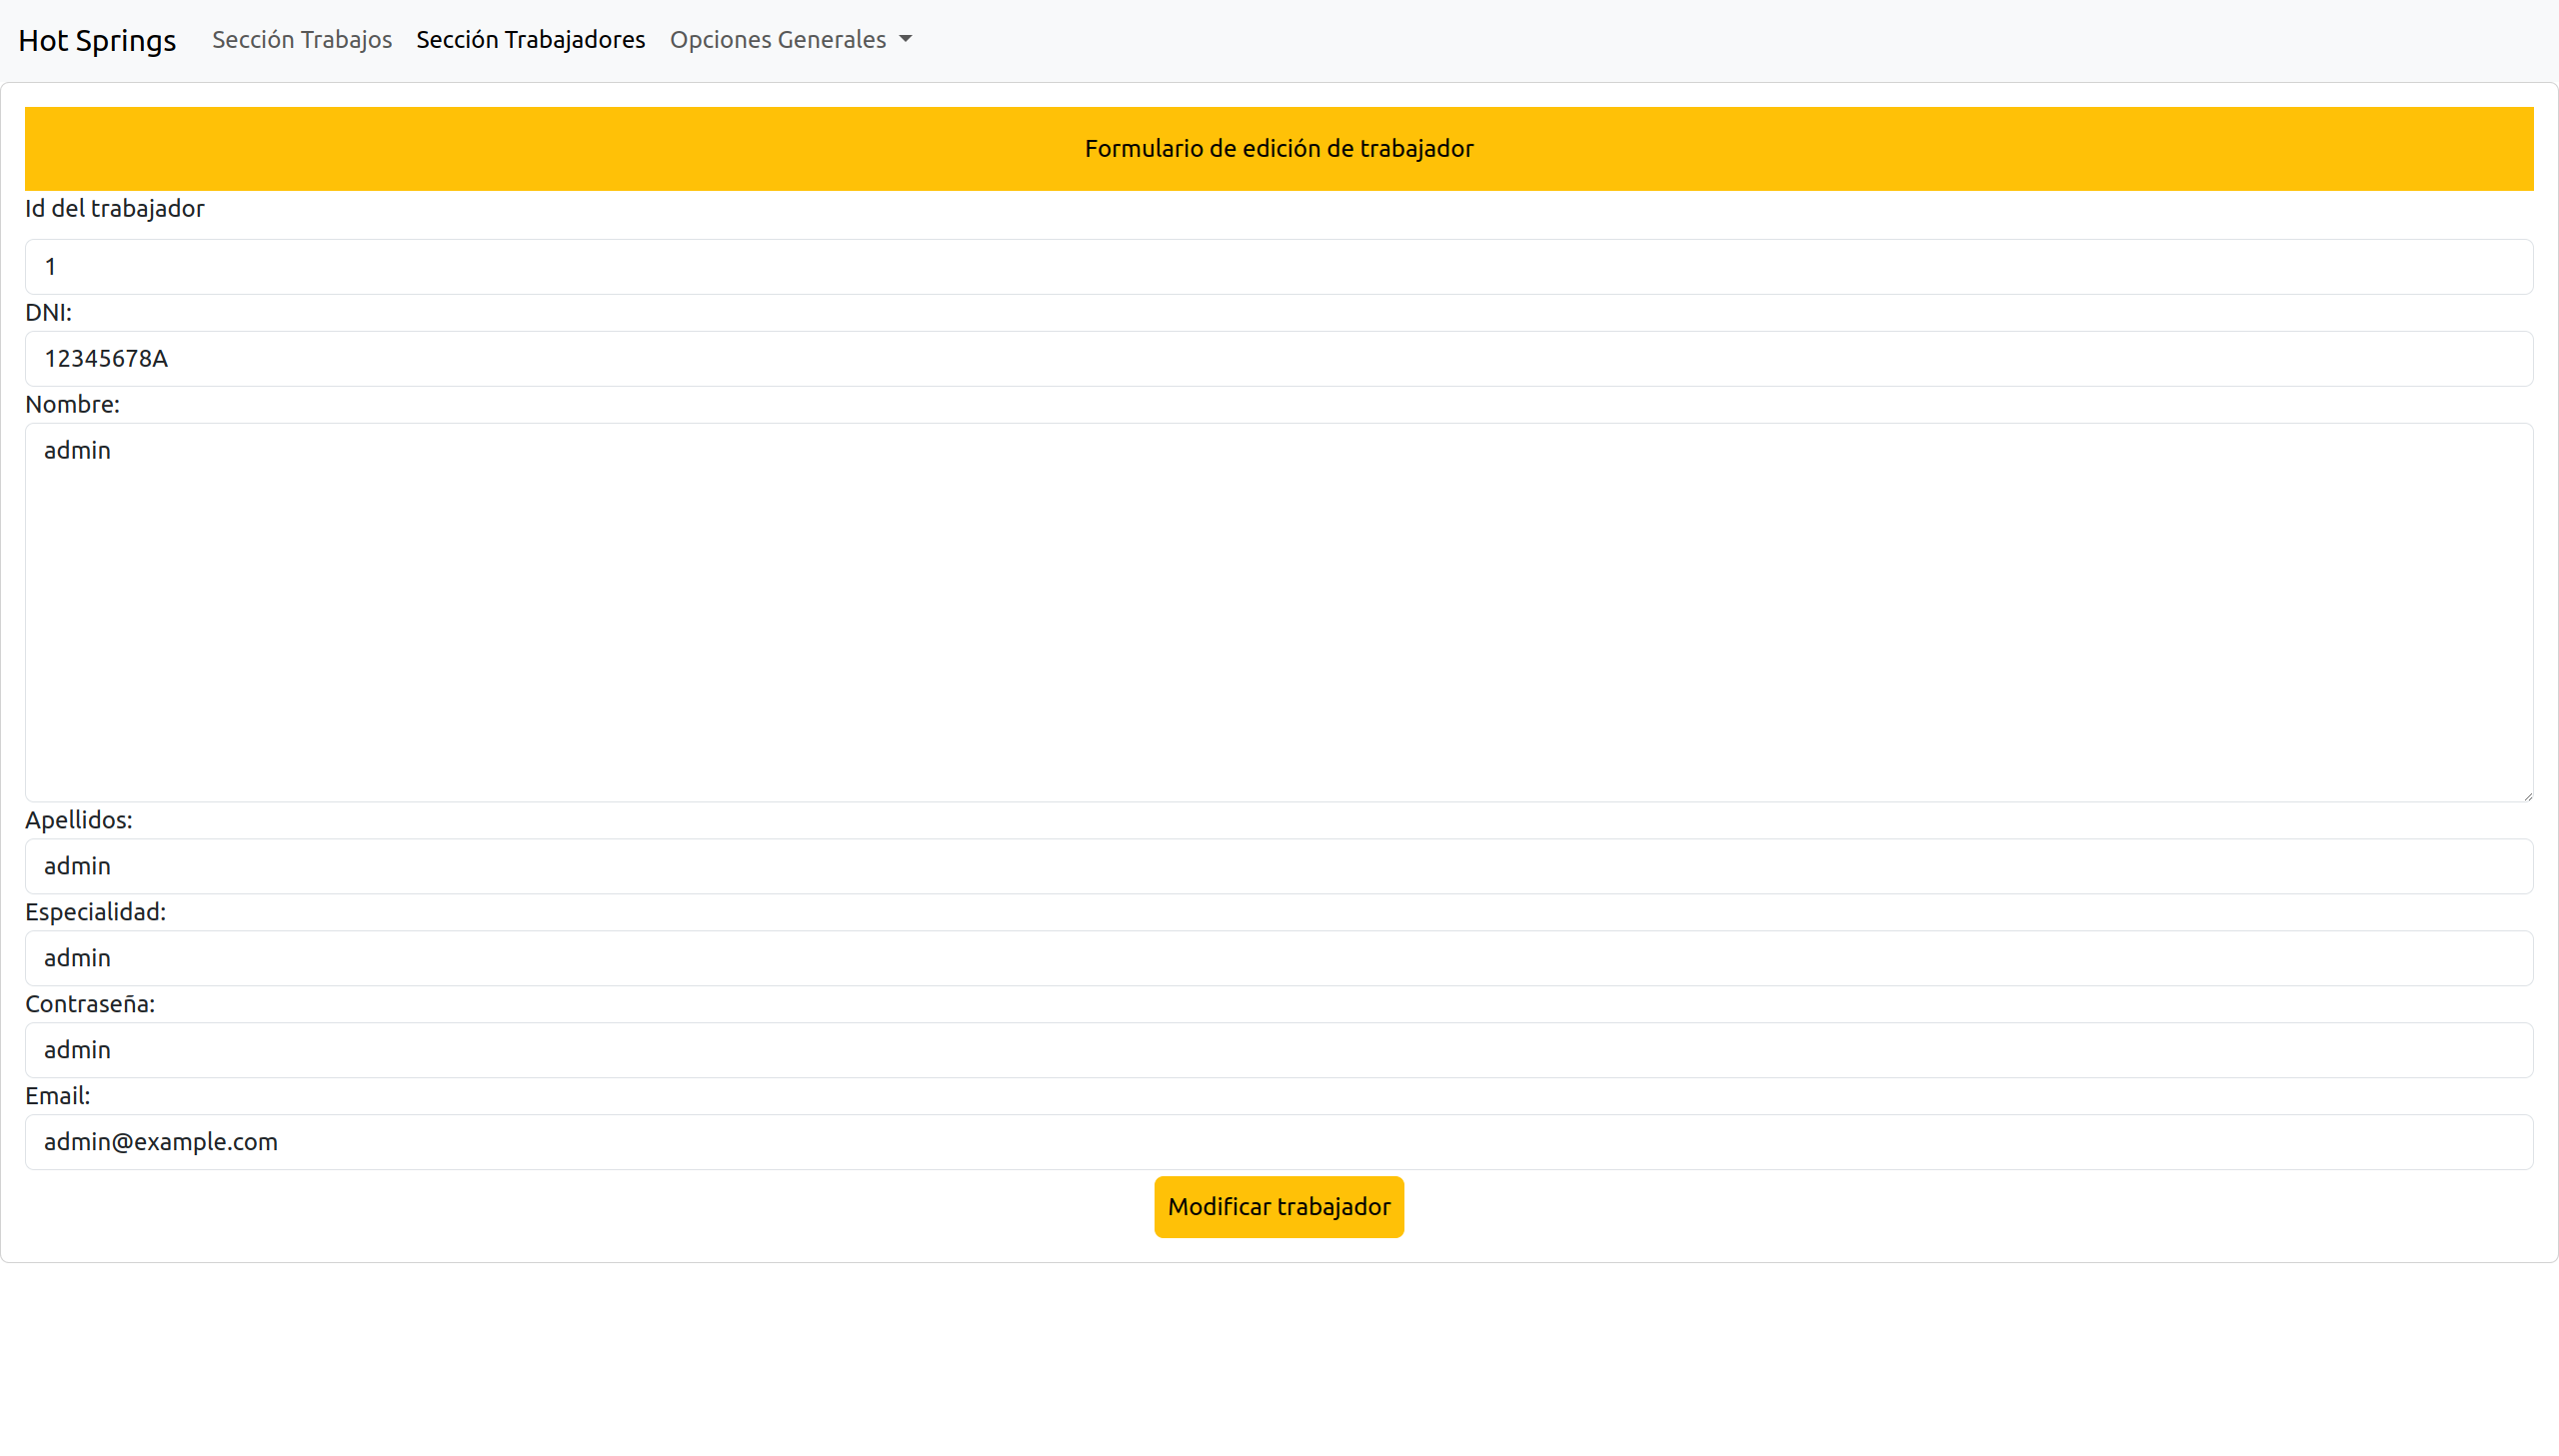 Hot Springs Sección Trabajos Sección Trabajadores Opciones Generales
Formulario de edición de trabajador
Id del trabajador
1
DNI:
12345678A
Nombre:
admin
Apellidos:
admin
Especialidad:
admin
Contraseña:
admin
Email:
admin@example.com
Modificar trabajador